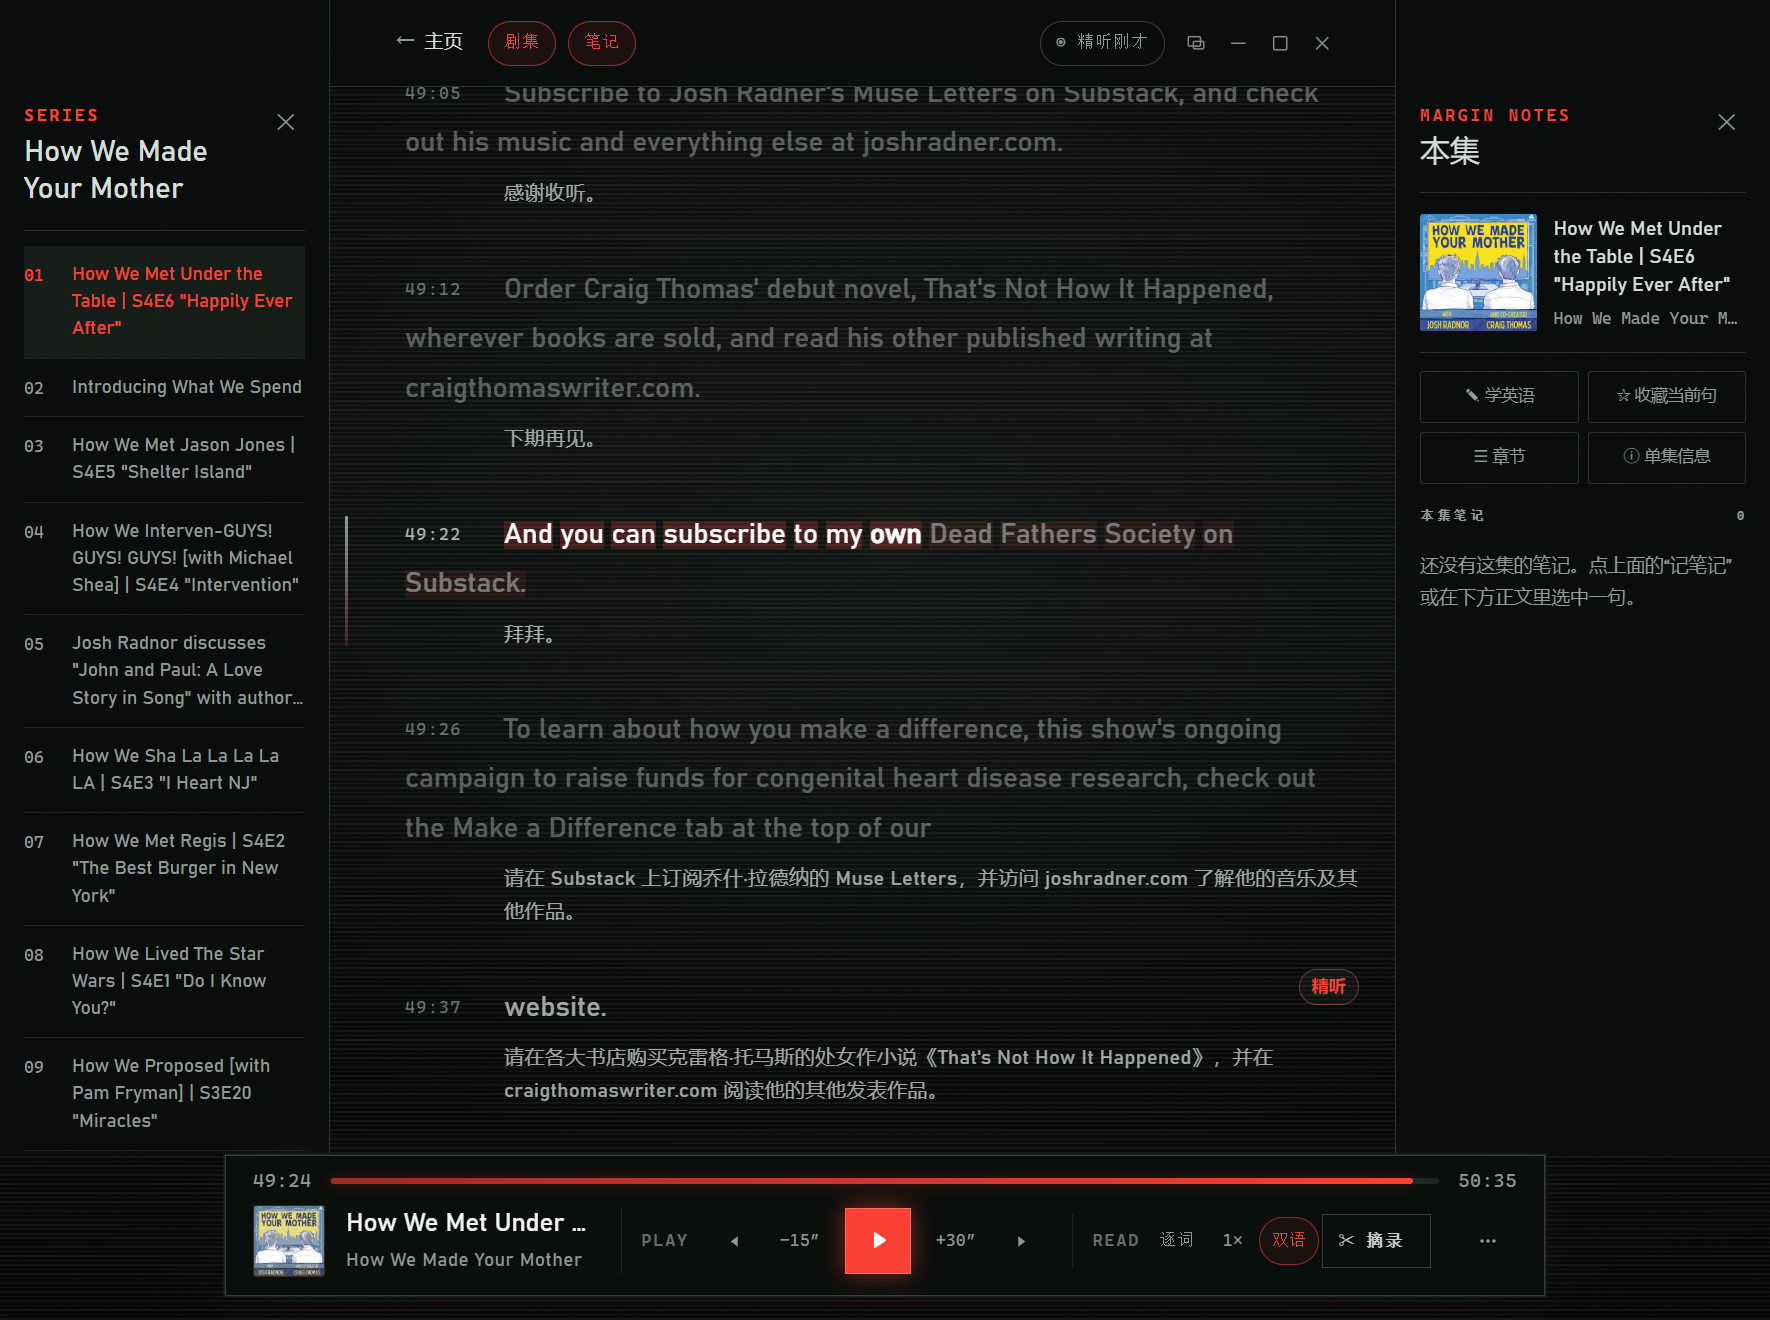 ← 主页
剧集
笔记
精听刚才
SERIES
How We Made
Your Mother
01 How We Met Under the
Table | S4E6 "Happily Ever
After"
02 Introducing What We Spend
03 How We Met Jason Jones |
S4E5 "Shelter Island"
04 How We Interven-GUYS!
GUYS! GUYS! [with Michael
Shea] | S4E4 "Intervention"
05 Josh Radnor discusses
"John and Paul: A Love
Story in Song" with author...
06 How We Sha La La La La
LA | S4E3 "I Heart NJ"
07 How We Met Regis | S4E2
"The Best Burger in New
York"
08 How We Lived The Star
Wars | S4E1 "Do I Know
You?"
09 How We Proposed [with
Pam Fryman] | S3E20
"Miracles"
49:05 Subscribe to Josh Radner's Muse Letters on Substack, and check
out his music and everything else at joshradner.com.
感谢收听。
49:12 Order Craig Thomas' debut novel, That's Not How It Happened,
wherever books are sold, and read his other published writing at
craigthomaswriter.com.
下期再见。
49:22 And you can subscribe to my own Dead Fathers Society on
Substack.
拜拜。
49:26 To learn about how you make a difference, this show's ongoing
campaign to raise funds for congenital heart disease research, check out
the Make a Difference tab at the top of our
请在 Substack 上订阅乔什·拉德纳的 Muse Letters，并访问 joshradner.com 了解他的音乐及其
他作品。
49:37 website.
精听
请在各大书店购买克雷格·托马斯的处女作小说《That's Not How It Happened》，并在
craigthomaswriter.com 阅读他的其他发表作品。
MARGIN NOTES
本集
HOW WE MADE
YOUR MOTHER
WITH
JOSH RADNOR
AND CO-CREATOR
CRAIG THOMAS
How We Met Under
the Table | S4E6
"Happily Ever After"
How We Made Your M...
✎ 学英语
☆ 收藏当前句
☰ 章节
ⓘ 单集信息
本集笔记 0
还没有这集的笔记。点上面的“记笔记”
或在下方正文里选中一句。
49:24
50:35
HOW WE MADE
YOUR MOTHER
JOSH RADNOR
CRAIG THOMAS
How We Met Under ...
How We Made Your Mother
PLAY
−15″
+30″
READ
逐词
1×
双语
✂ 摘录